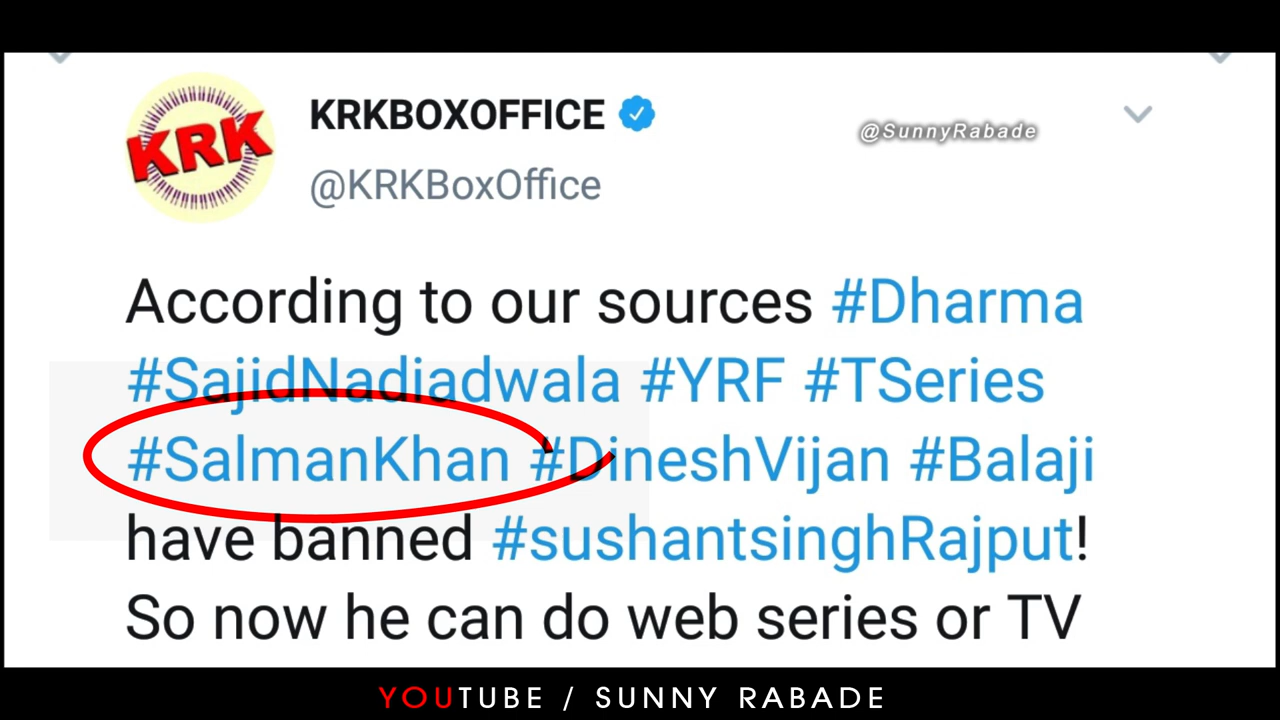 KRK
KRKBOXOFFICE
@SunnyRabade
@KRKBoxOffice
According to our sources #Dharma
#SajidNadiadwala #YRF #TSeries
#SalmanKhan #DineshVijan #Balaji
have banned #sushantsinghRajput!
So now he can do web series or TV
YOUTUBE / SUNNY RABADE